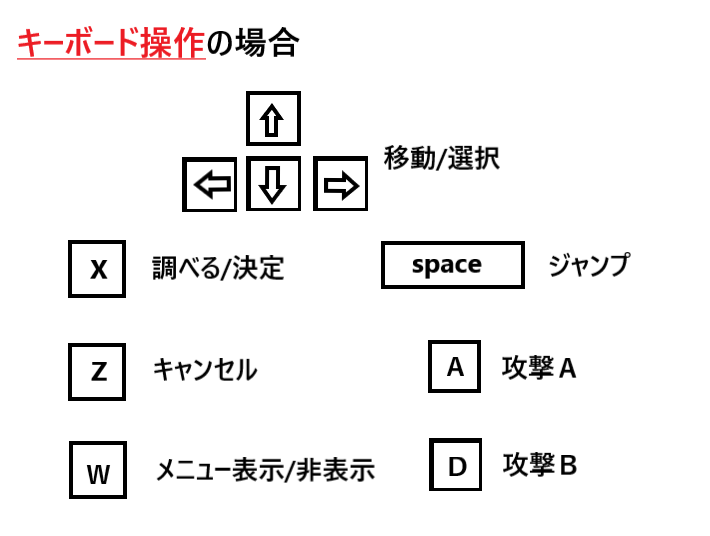 キーボード操作の場合
移動/選択
X 調べる/決定
space ジャンプ
Z キャンセル
A 攻撃A
W メニュー表示/非表示
D 攻撃B